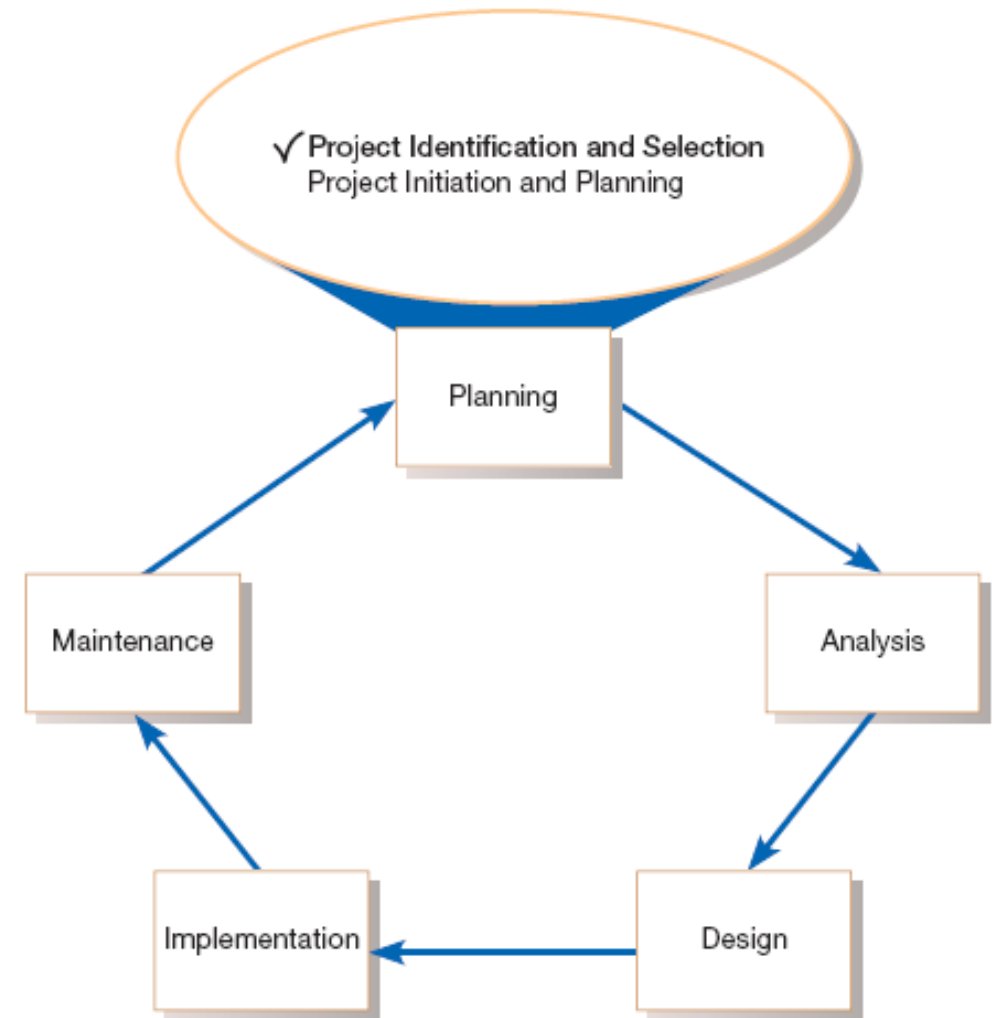 ✓ Project Identification and Selection
Project Initiation and Planning
Planning
Maintenance
Analysis
Implementation
Design